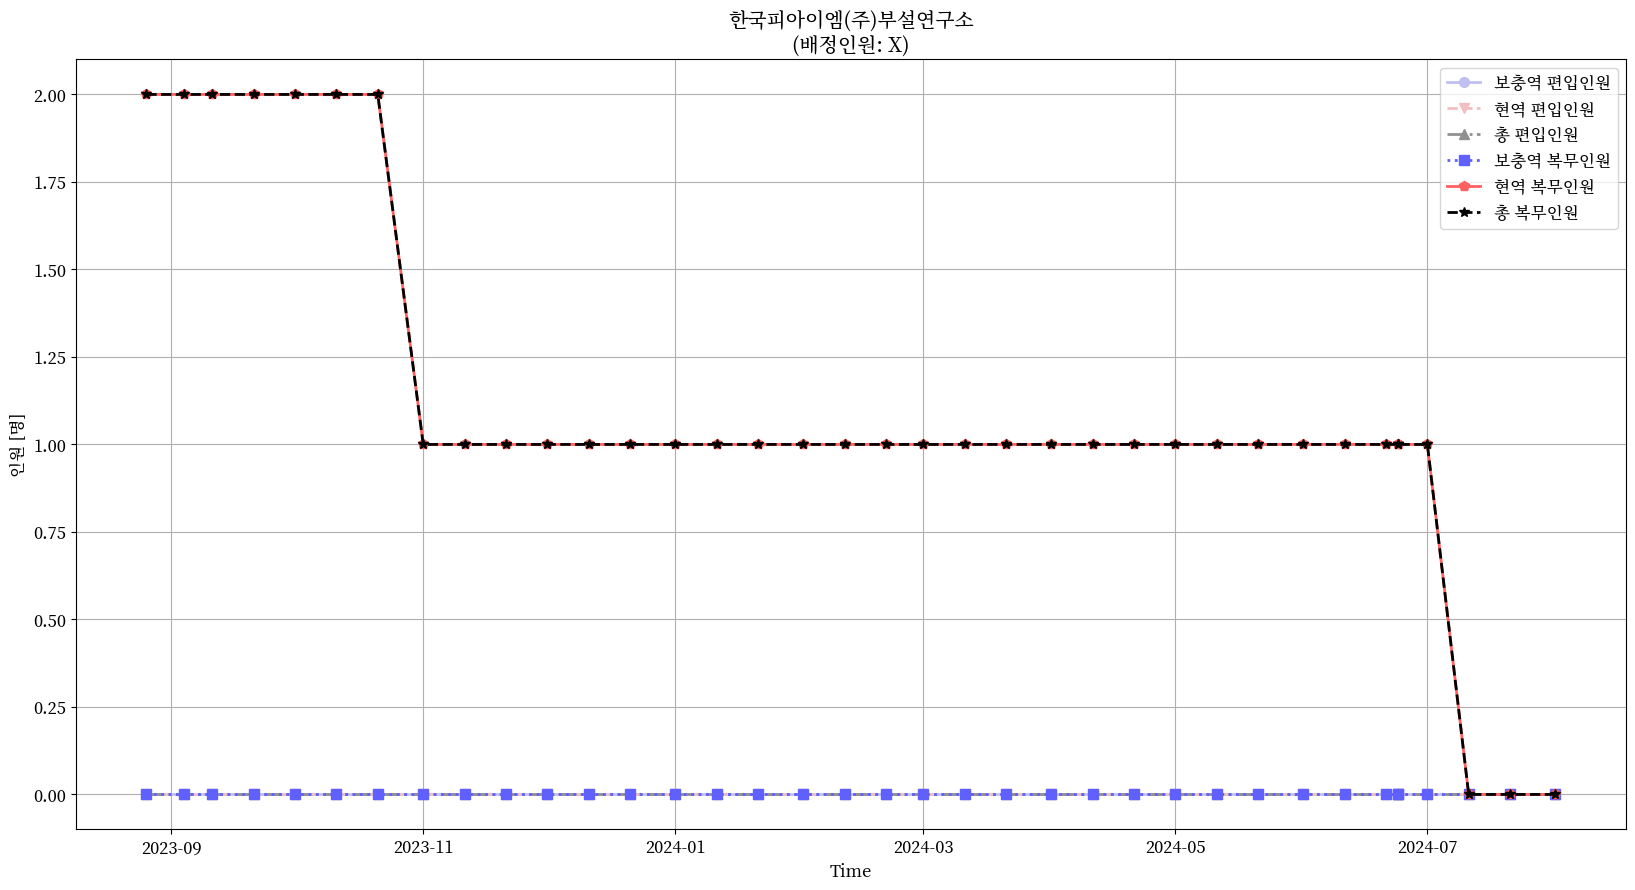 한국피아이엠(주)부설연구소
(배정인원: X)
보충역 편입인원
현역 편입인원
총 편입인원
보충역 복무인원
현역 복무인원
총 복무인원
인원 [명]
2.00
1.75
1.50
1.25
1.00
0.75
0.50
0.25
0.00
2023-09
2023-11
2024-01
2024-03
2024-05
2024-07
Time